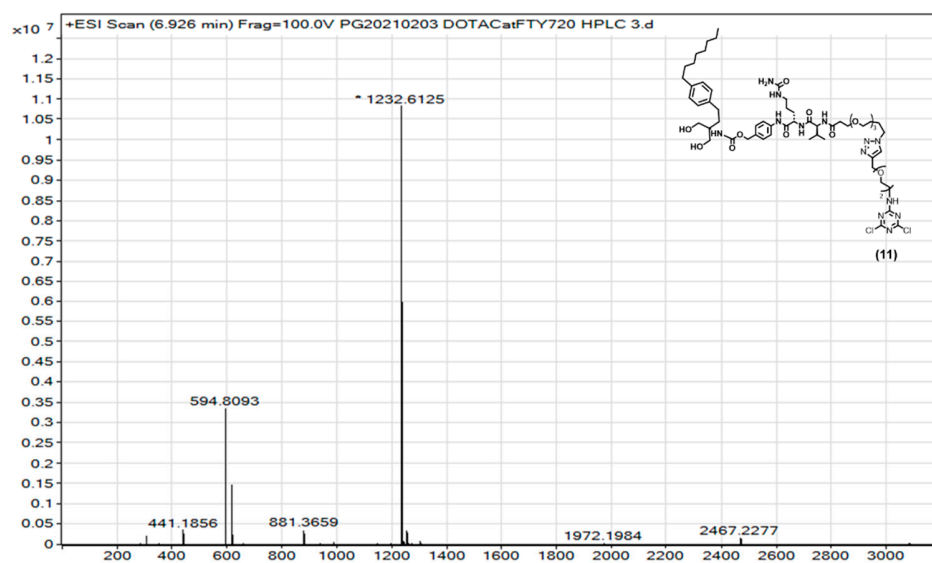 +ESI Scan (6.926 min) Frag=100.0V PG20210203 DOTACatFTY720 HPLC 3.d
x10 7
1.2
1.15
1.1
1.05
1
0.95
0.9
0.85
0.8
0.75
0.7
0.65
0.6
0.55
0.5
0.45
0.4
0.35
0.3
0.25
0.2
0.15
0.1
0.05
0
* 1232.6125
594.8093
441.1856
881.3659
1972.1984
2467.2277
200 400 600 800 1000 1200 1400 1600 1800 2000 2200 2400 2600 2800 3000
H2N O
HN
HO
HO
HN O
O
H
N
O
N
H
O
H
N
O
O
3
N
N N
O
2
NH
N N
Cl N Cl
(11)